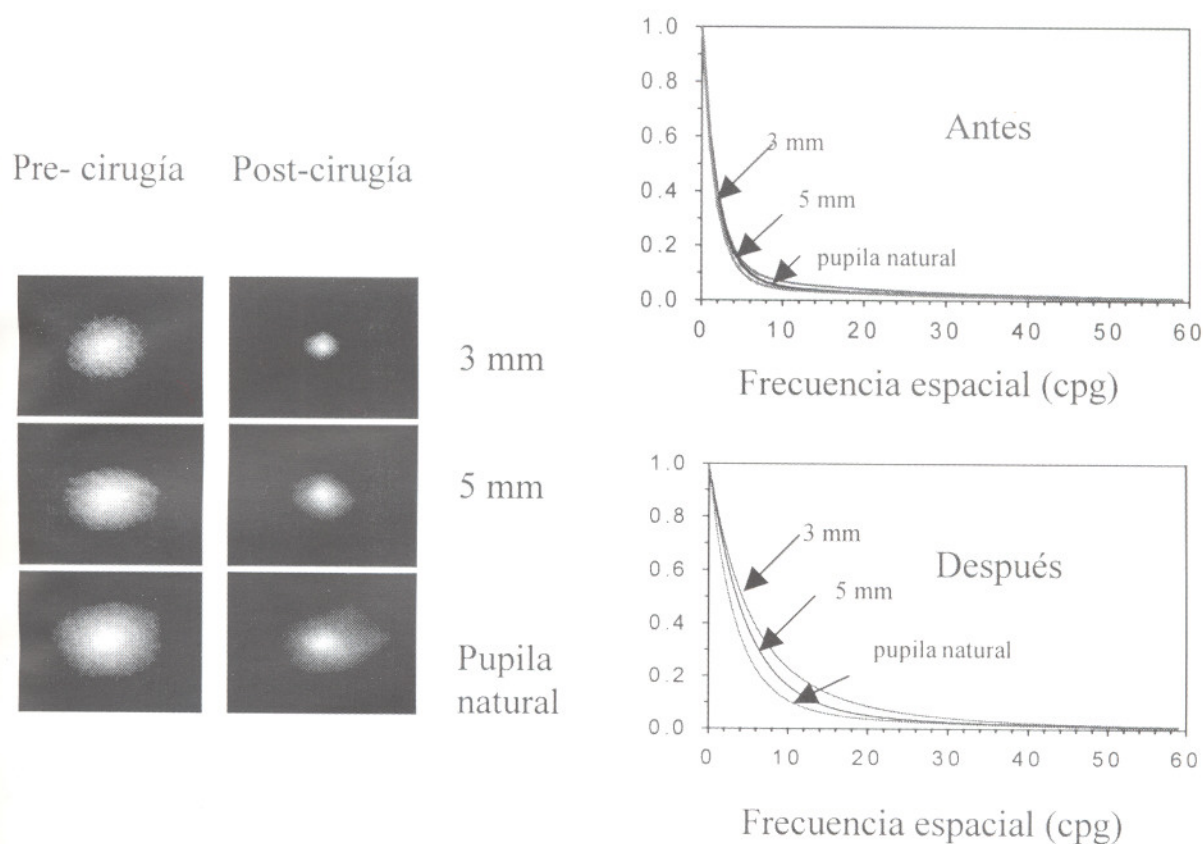 Pre- cirugía
Post-cirugía
3 mm
5 mm
Pupila
natural
1.0
0.8
0.6
0.4
0.2
0.0
Antes
3 mm
5 mm
pupila natural
0
10
20
30
40
50
60
Frecuencia espacial (cpg)
1.0
0.8
0.6
0.4
0.2
0.0
Después
3 mm
5 mm
pupila natural
0
10
20
30
40
50
60
Frecuencia espacial (cpg)